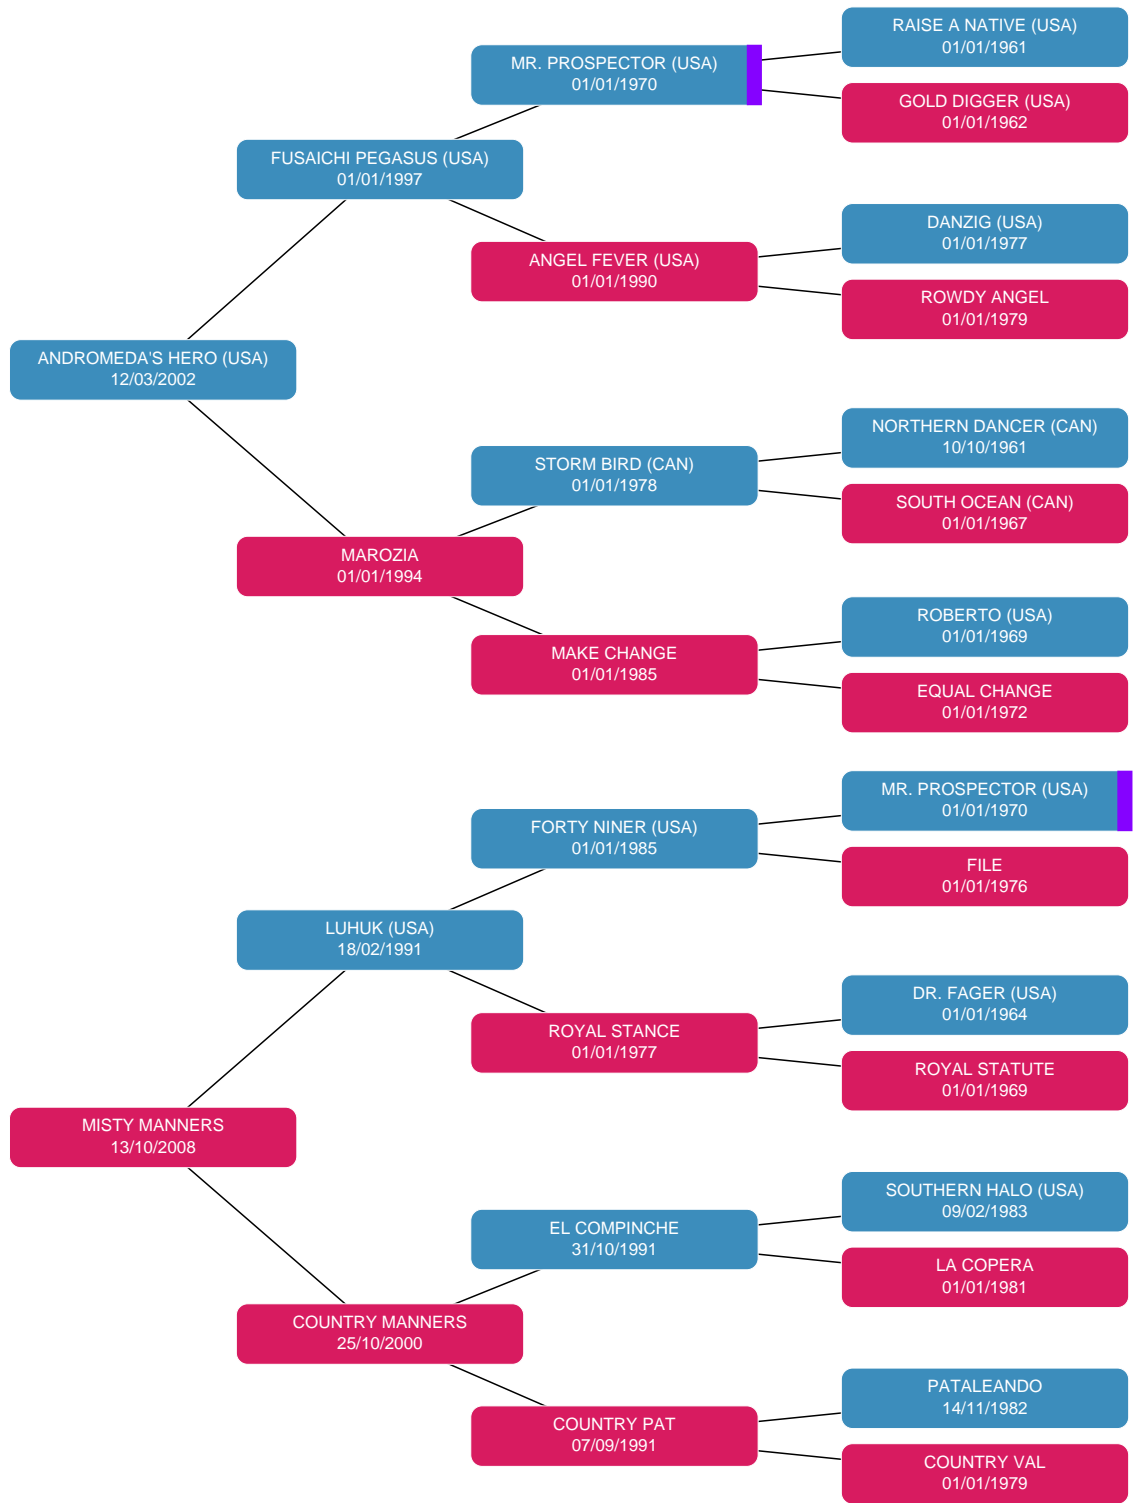 RAISE A NATIVE (USA)
01/01/1961
MR. PROSPECTOR (USA)
01/01/1970
GOLD DIGGER (USA)
01/01/1962
FUSAICHI PEGASUS (USA)
01/01/1997
DANZIG (USA)
01/01/1977
ANGEL FEVER (USA)
01/01/1990
ROWDY ANGEL
01/01/1979
ANDROMEDA'S HERO (USA)
12/03/2002
NORTHERN DANCER (CAN)
10/10/1961
STORM BIRD (CAN)
01/01/1978
SOUTH OCEAN (CAN)
01/01/1967
MAROZIA
01/01/1994
ROBERTO (USA)
01/01/1969
MAKE CHANGE
01/01/1985
EQUAL CHANGE
01/01/1972
MR. PROSPECTOR (USA)
01/01/1970
FORTY NINER (USA)
01/01/1985
FILE
01/01/1976
LUHUK (USA)
18/02/1991
DR. FAGER (USA)
01/01/1964
ROYAL STANCE
01/01/1977
ROYAL STATUTE
01/01/1969
MISTY MANNERS
13/10/2008
SOUTHERN HALO (USA)
09/02/1983
EL COMPINCHE
31/10/1991
LA COPERA
01/01/1981
COUNTRY MANNERS
25/10/2000
PATALEANDO
14/11/1982
COUNTRY PAT
07/09/1991
COUNTRY VAL
01/01/1979